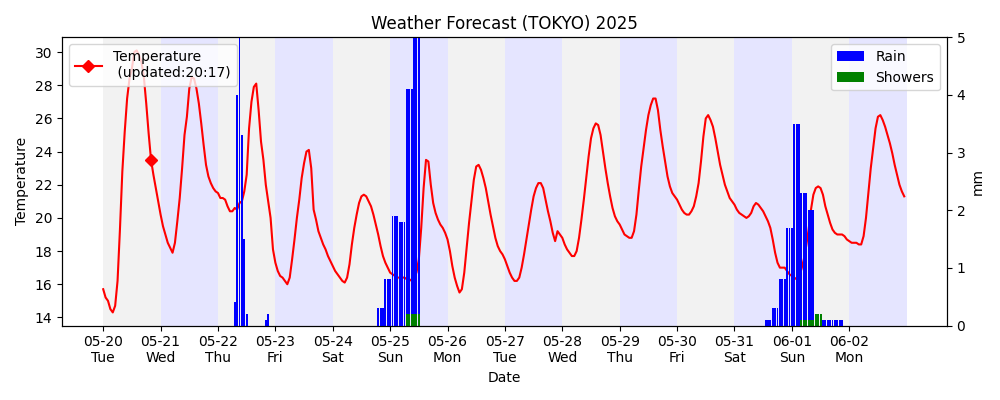 Weather Forecast (TOKYO) 2025
Temperature
(updated:20:17)
Rain
Showers
30
28
26
24
22
20
18
16
14
Temperature
5
4
3
2
1
0
mm
05-20 05-21 05-22 05-23 05-24 05-25 05-26 05-27 05-28 05-29 05-30 05-31 06-01 06-02
Tue Wed Thu Fri Sat Sun Mon Tue Wed Thu Fri Sat Sun Mon
Date